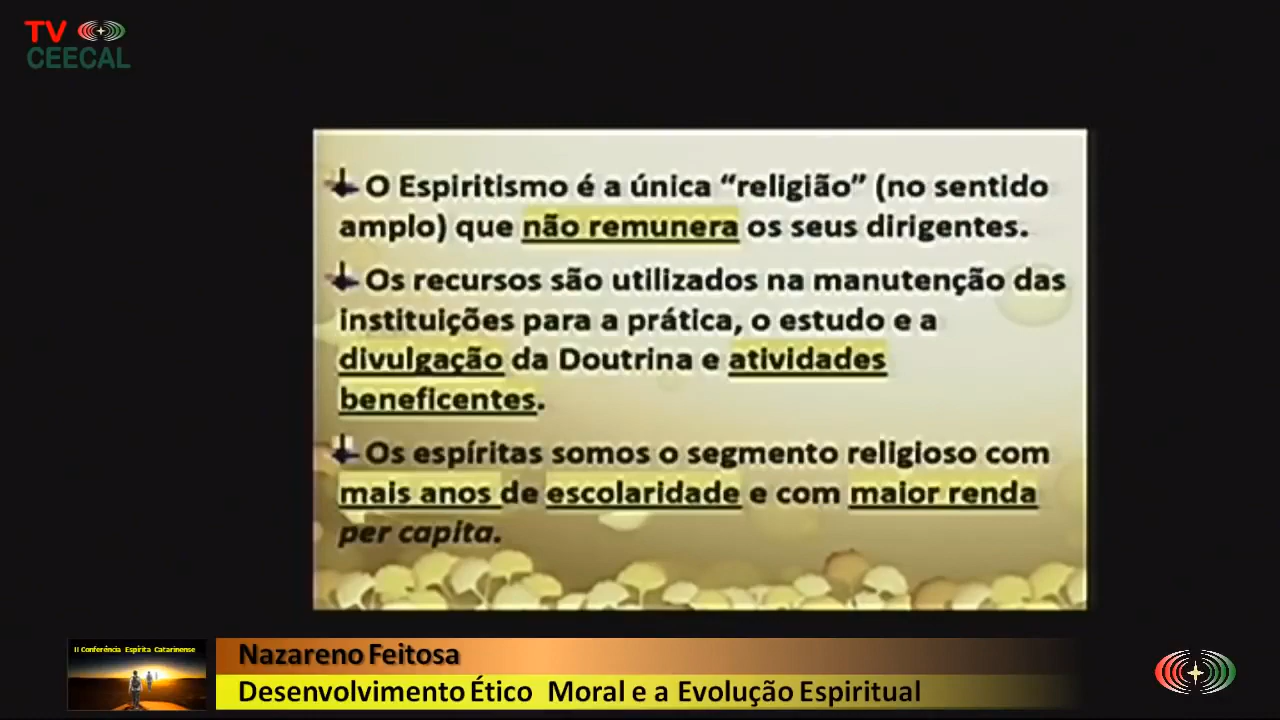 TV
CEECAL
O Espiritismo é a única “religião” (no sentido
amplo) que não remunera os seus dirigentes.
Os recursos são utilizados na manutenção das
instituições para a prática, o estudo e a
divulgação da Doutrina e atividades
beneficentes.
Os espíritas somos o segmento religioso com
mais anos de escolaridade e com maior renda
per capita.
II Conferência Espírita Catarinense
Nazareno Feitosa
Desenvolvimento Ético Moral e a Evolução Espiritual